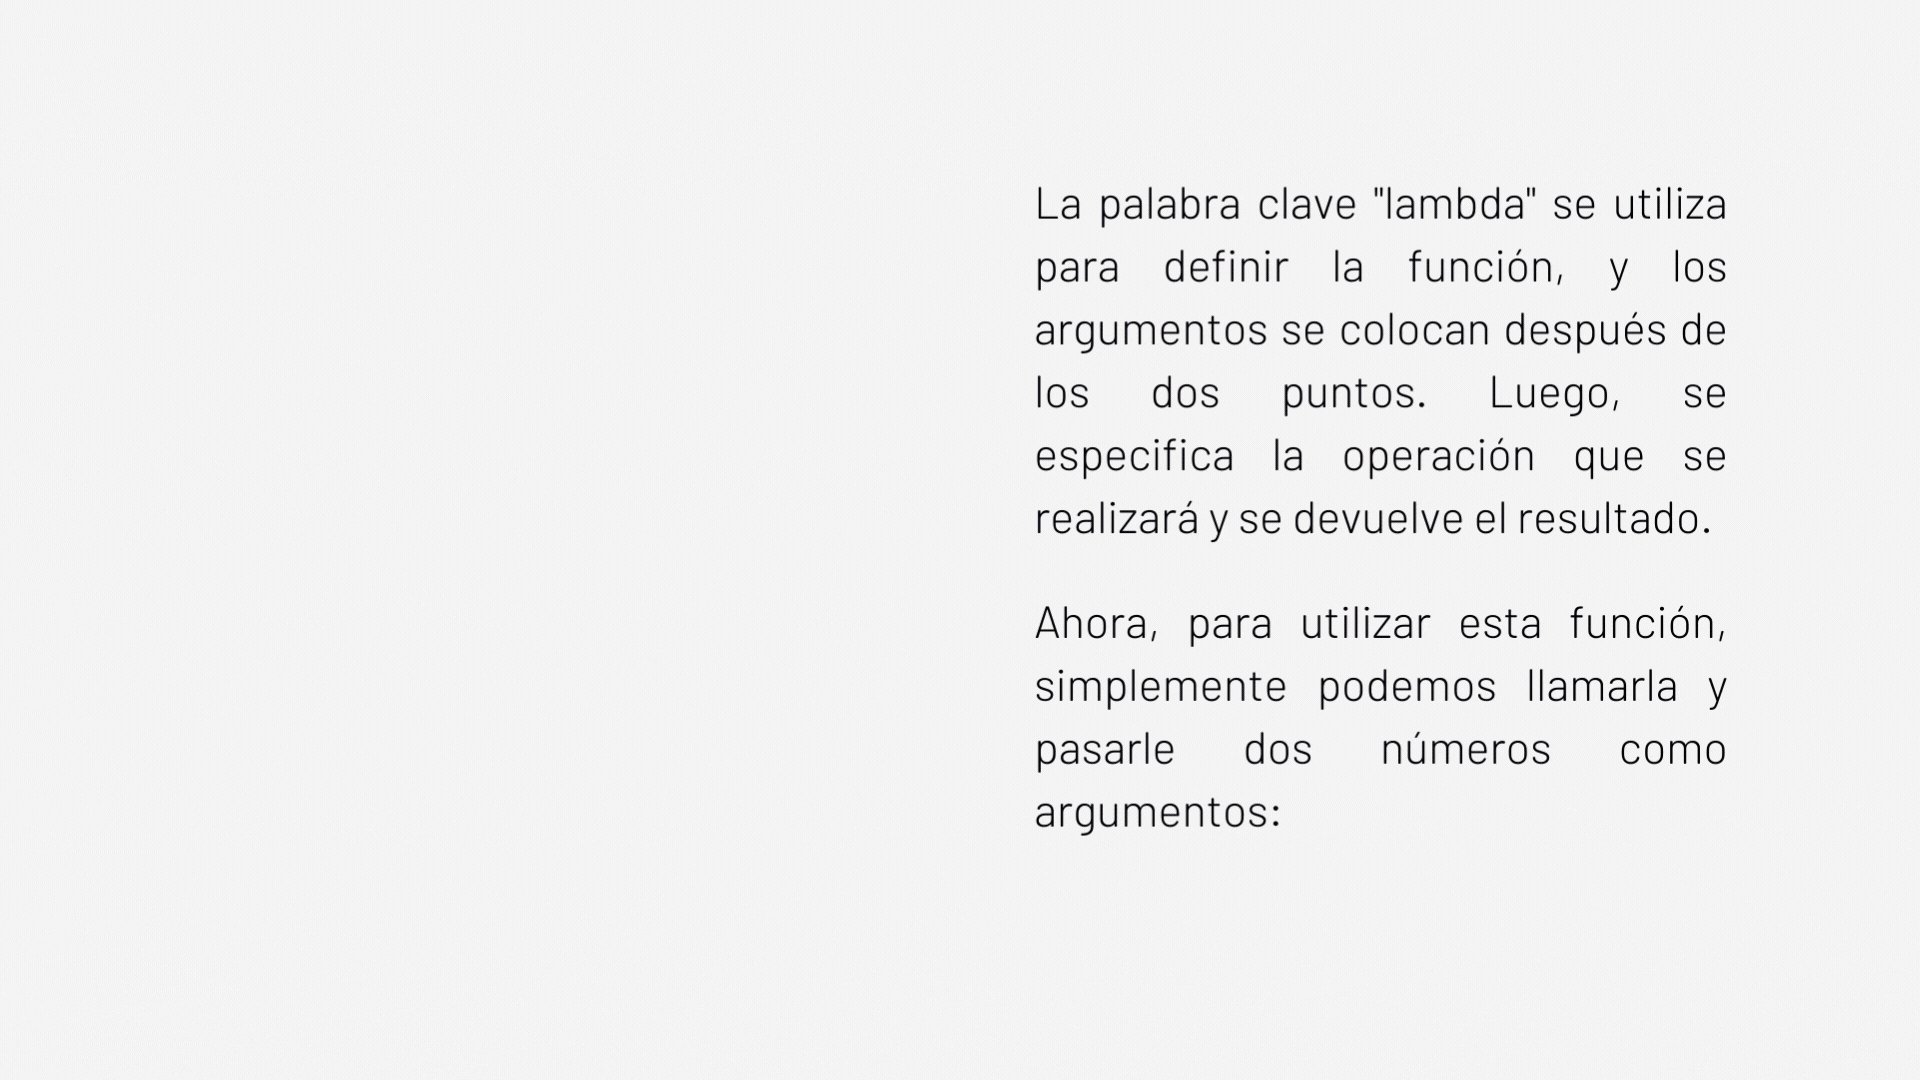 La palabra clave "lambda" se utiliza
para definir la función, y los
argumentos se colocan después de
los dos puntos. Luego, se
especifica la operación que se
realizará y se devuelve el resultado.
Ahora, para utilizar esta función,
simplemente podemos llamarla y
pasarle dos números como
argumentos: